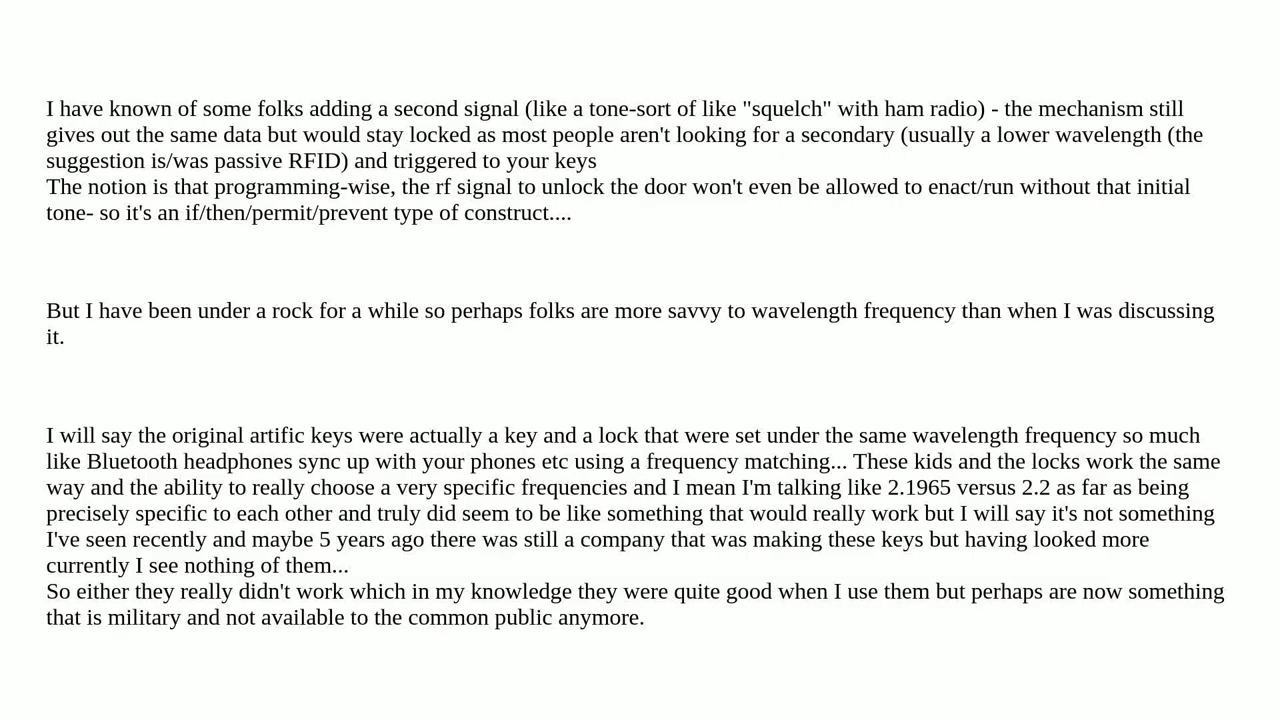 I have known of some folks adding a second signal (like a tone-sort of like "squelch" with ham radio) - the mechanism still
gives out the same data but would stay locked as most people aren't looking for a secondary (usually a lower wavelength (the
suggestion is/was passive RFID) and triggered to your keys
The notion is that programming-wise, the rf signal to unlock the door won't even be allowed to enact/run without that initial
tone- so it's an if/then/permit/prevent type of construct....
But I have been under a rock for a while so perhaps folks are more savvy to wavelength frequency than when I was discussing
it.
I will say the original artific keys were actually a key and a lock that were set under the same wavelength frequency so much
like Bluetooth headphones sync up with your phones etc using a frequency matching... These kids and the locks work the same
way and the ability to really choose a very specific frequencies and I mean I'm talking like 2.1965 versus 2.2 as far as being
precisely specific to each other and truly did seem to be like something that would really work but I will say it's not something
I've seen recently and maybe 5 years ago there was still a company that was making these keys but having looked more
currently I see nothing of them...
So either they really didn't work which in my knowledge they were quite good when I use them but perhaps are now something
that is military and not available to the common public anymore.